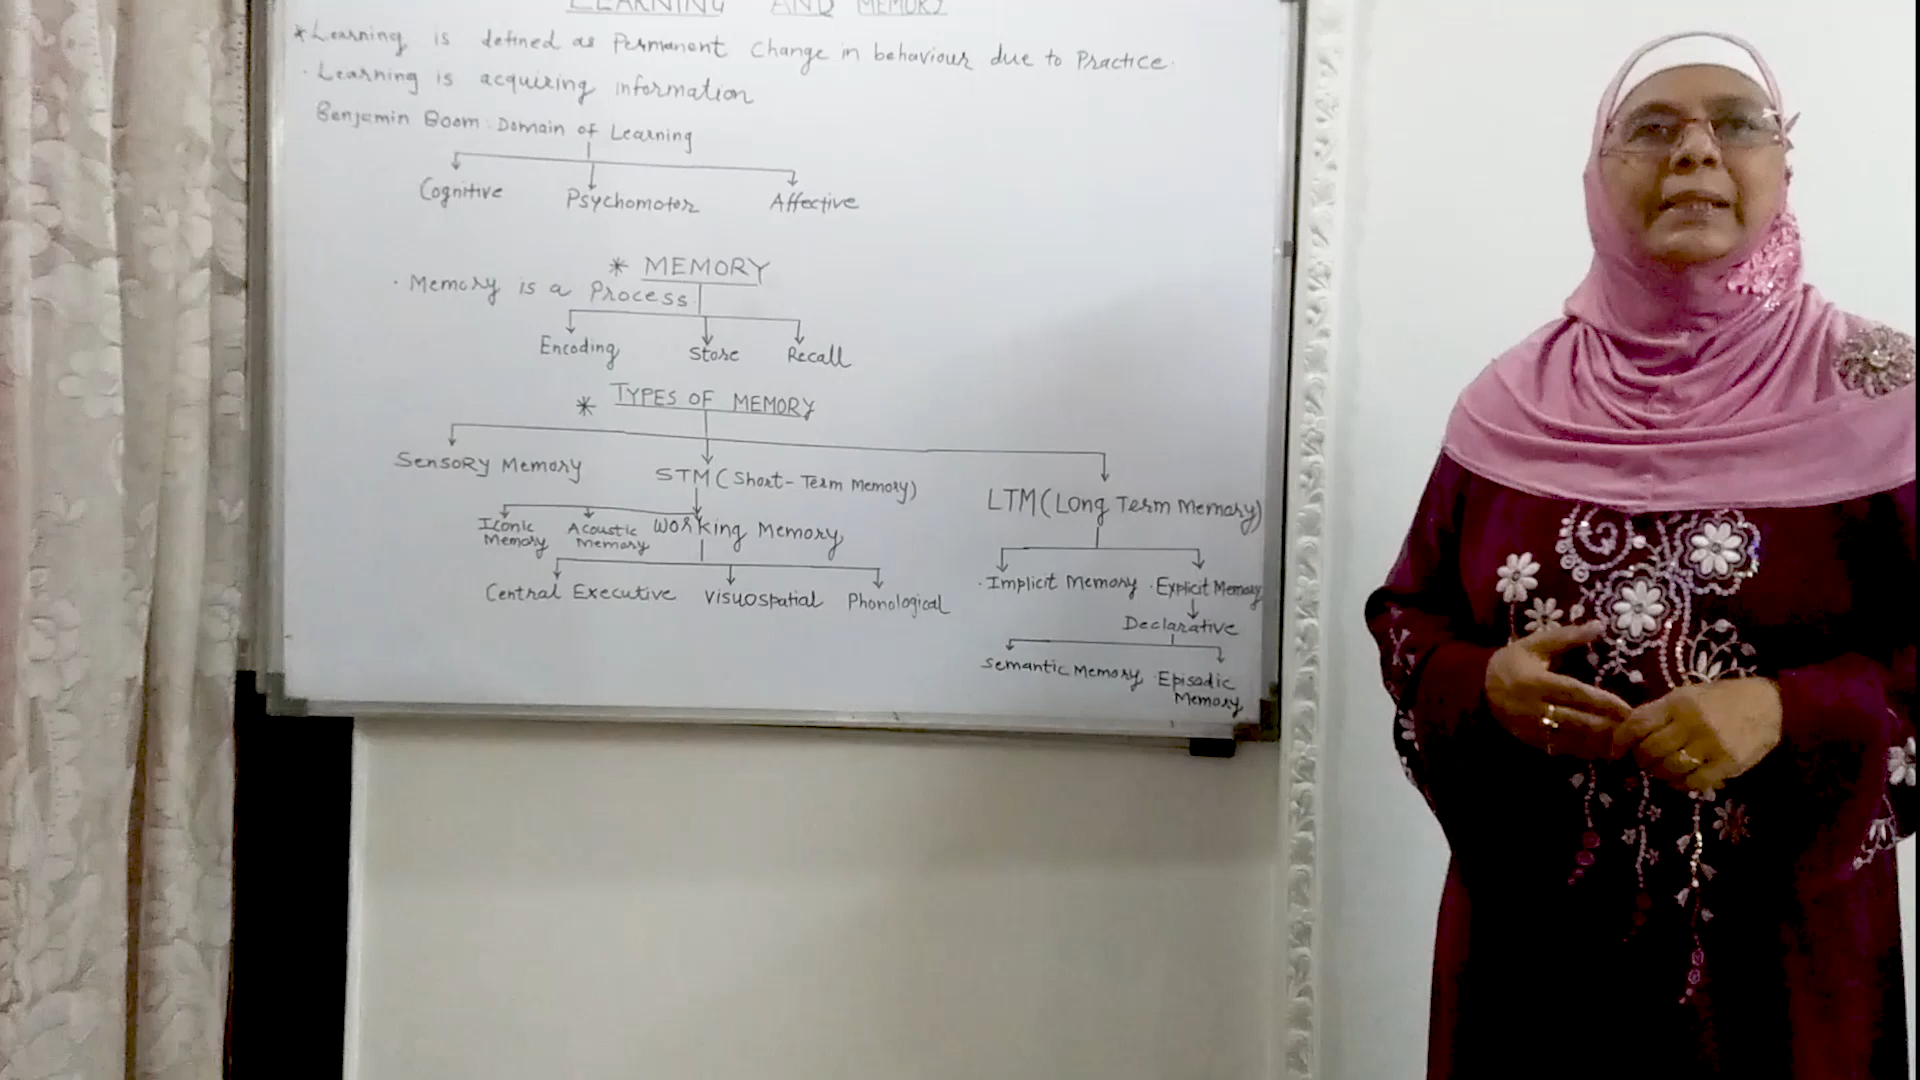 LEARNING AND MEMORY
*Learning is defined as Permanent Change in behaviour due to Practice.
· Learning is acquiring information
Benjamin Boom: Domain of Learning
Cognitive Psychomotor Affective
* MEMORY
· Memory is a Process
Encoding Store Recall
* TYPES OF MEMORY
Sensory Memory STM (Short-Term Memory) LTM (Long Term Memory)
Iconic Memory Acoustic Memory Working Memory
Central Executive Visuospatial Phonological
· Implicit Memory · Explicit Memory
Declarative
Semantic Memory · Episodic
Memory